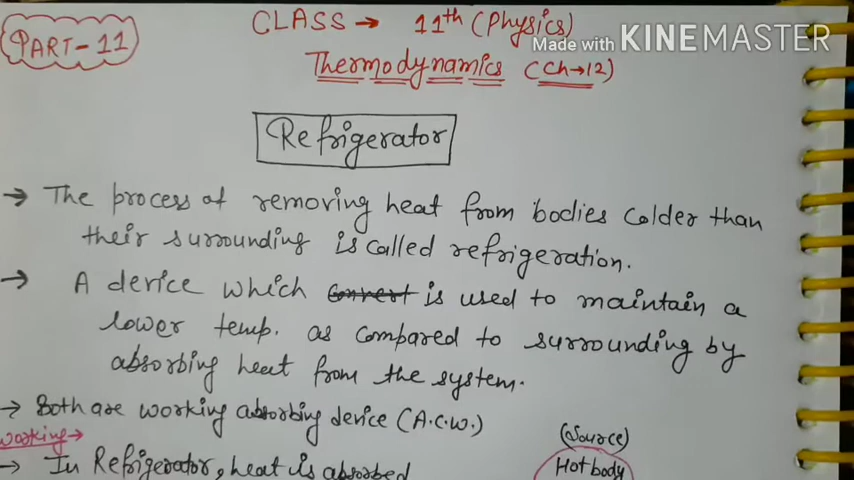 PART-11
CLASS → 11th (Physics)
Made with KINEMASTER
Thermodynamics (Ch→12)
Refrigerator
→ The process of removing heat from bodies colder than
their surrounding is called refrigeration.
→ A device which convert is used to maintain a
lower temp. as compared to surrounding by
absorbing heat from the system.
→ Both are working absorbing device (A.C.W.)
working→
(Source)
→ In Refrigerator, heat is absorbed
Hot body